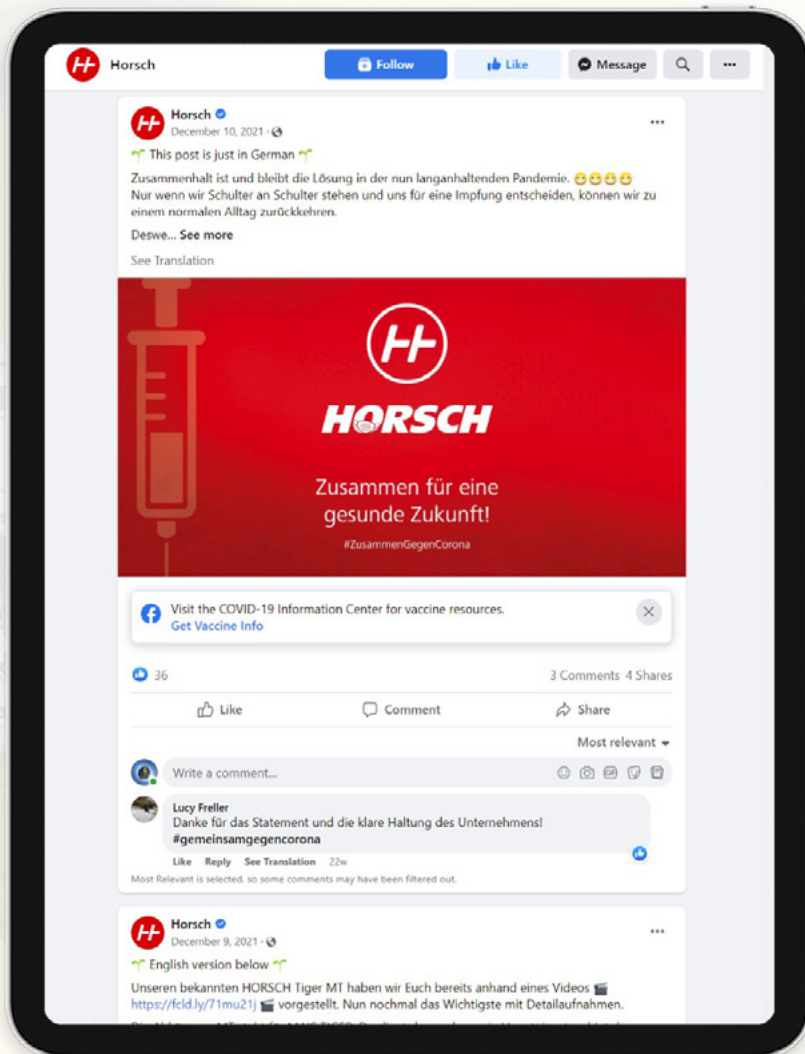 Horsch
Follow
Like
Message
Horsch
December 10, 2021
This post is just in German
Zusammenhalt ist und bleibt die Lösung in der nun langanhaltenden Pandemie.
Nur wenn wir Schulter an Schulter stehen und uns für eine Impfung entscheiden, können wir zu
einem normalen Alltag zurückkehren.
Deswe... See more
See Translation
HORSCH
Zusammen für eine
gesunde Zukunft!
#ZusammenGegenCorona
Visit the COVID-19 Information Center for vaccine resources.
Get Vaccine Info
36
3 Comments 4 Shares
Like
Comment
Share
Most relevant
Write a comment...
GIF
Lucy Freller
Danke für das Statement und die klare Haltung des Unternehmens!
#gemeinsamgegencorona
Like Reply See Translation 22w
Most Relevant is selected, so some comments may have been filtered out.
Horsch
December 9, 2021
English version below
Unseren bekannten HORSCH Tiger MT haben wir Euch bereits anhand eines Videos
https://fcld.ly/71mu21j vorgestellt. Nun nochmal das Wichtigste mit Detailaufnahmen.